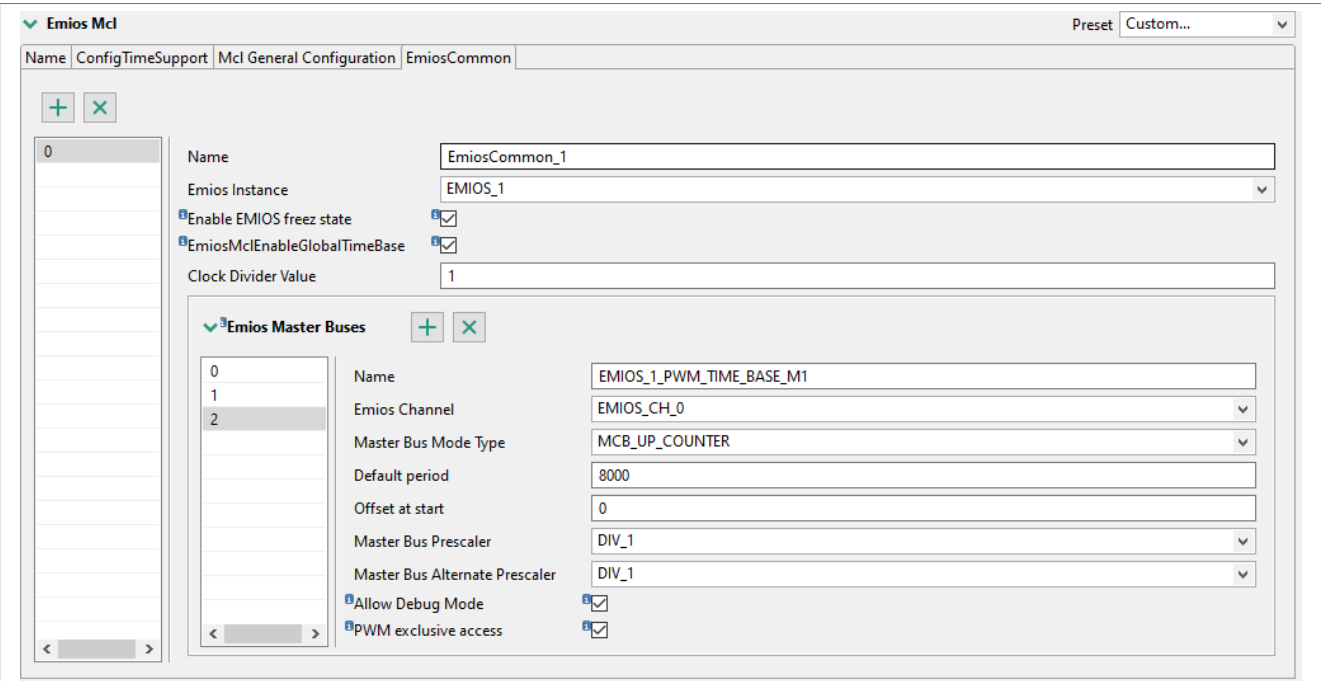 Emios Mcl Preset Custom...
Name ConfigTimeSupport Mcl General Configuration EmiosCommon
0
Name EmiosCommon_1
Emios Instance EMIOS_1
Enable EMIOS freez state
EmiosMclEnableGlobalTimeBase
Clock Divider Value 1
Emios Master Buses
0
1
2
Name EMIOS_1_PWM_TIME_BASE_M1
Emios Channel EMIOS_CH_0
Master Bus Mode Type MCB_UP_COUNTER
Default period 8000
Offset at start 0
Master Bus Prescaler DIV_1
Master Bus Alternate Prescaler DIV_1
Allow Debug Mode
PWM exclusive access